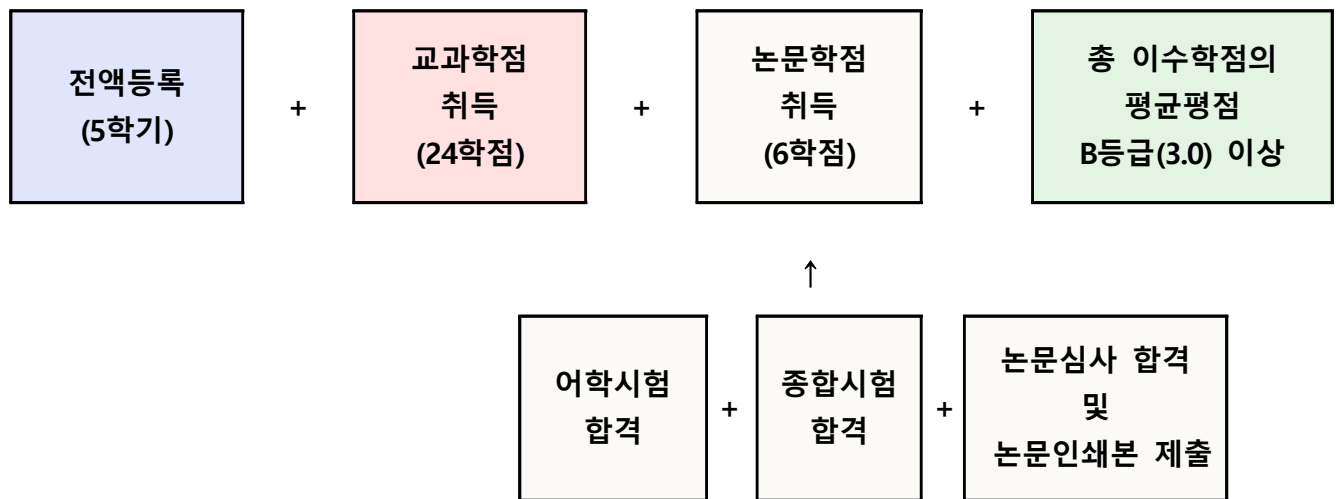 전액등록
(5학기)
+
교과학점
취득
(24학점)
+
논문학점
취득
(6학점)
+
총 이수학점의
평균평점
B등급(3.0) 이상
↑
어학시험
합격
+
종합시험
합격
+
논문심사 합격
및
논문인쇄본 제출